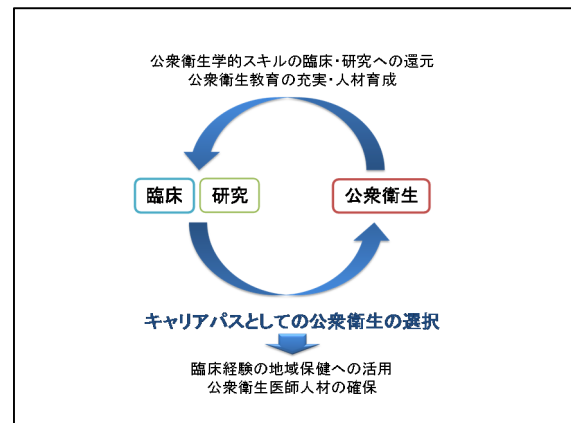 公衆衛生学的スキルの臨床・研究への還元
公衆衛生教育の充実・人材育成
臨床 研究 公衆衛生
キャリアパスとしての公衆衛生の選択
臨床経験の地域保健への活用
公衆衛生医師人材の確保